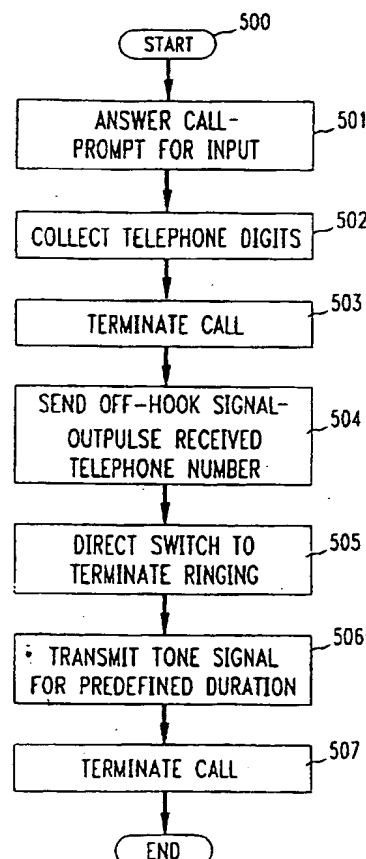 START
500
ANSWER CALL-
PROMPT FOR INPUT
501
COLLECT TELEPHONE DIGITS
502
TERMINATE CALL
503
SEND OFF-HOOK SIGNAL-
OUTPULSE RECEIVED
TELEPHONE NUMBER
504
DIRECT SWITCH TO
TERMINATE RINGING
505
TRANSMIT TONE SIGNAL
FOR PREDEFINED DURATION
506
TERMINATE CALL
507
END